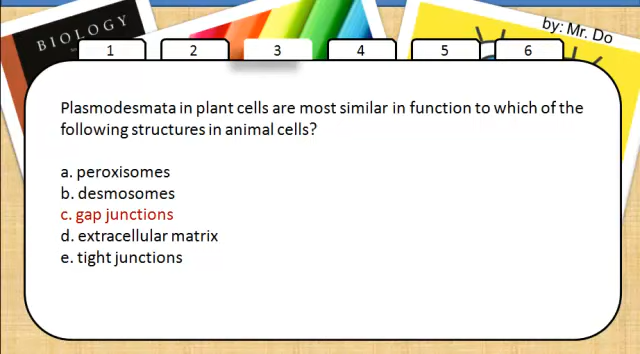 BIOLOGY
by: Mr. Do
1 2 3 4 5 6
Plasmodesmata in plant cells are most similar in function to which of the
following structures in animal cells?
a. peroxisomes
b. desmosomes
c. gap junctions
d. extracellular matrix
e. tight junctions